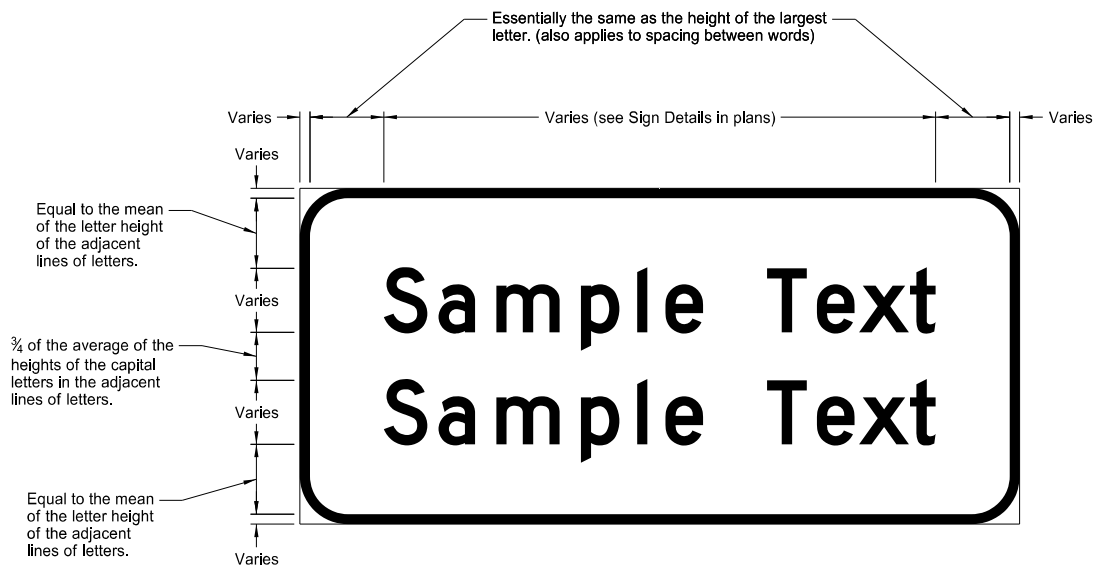 Essentially the same as the height of the largest
letter. (also applies to spacing between words)
Varies
Varies (see Sign Details in plans)
Varies
Varies
Equal to the mean
of the letter height
of the adjacent
lines of letters.
Varies
Sample Text
¾ of the average of the
heights of the capital
letters in the adjacent
lines of letters.
Varies
Sample Text
Equal to the mean
of the letter height
of the adjacent
lines of letters.
Varies